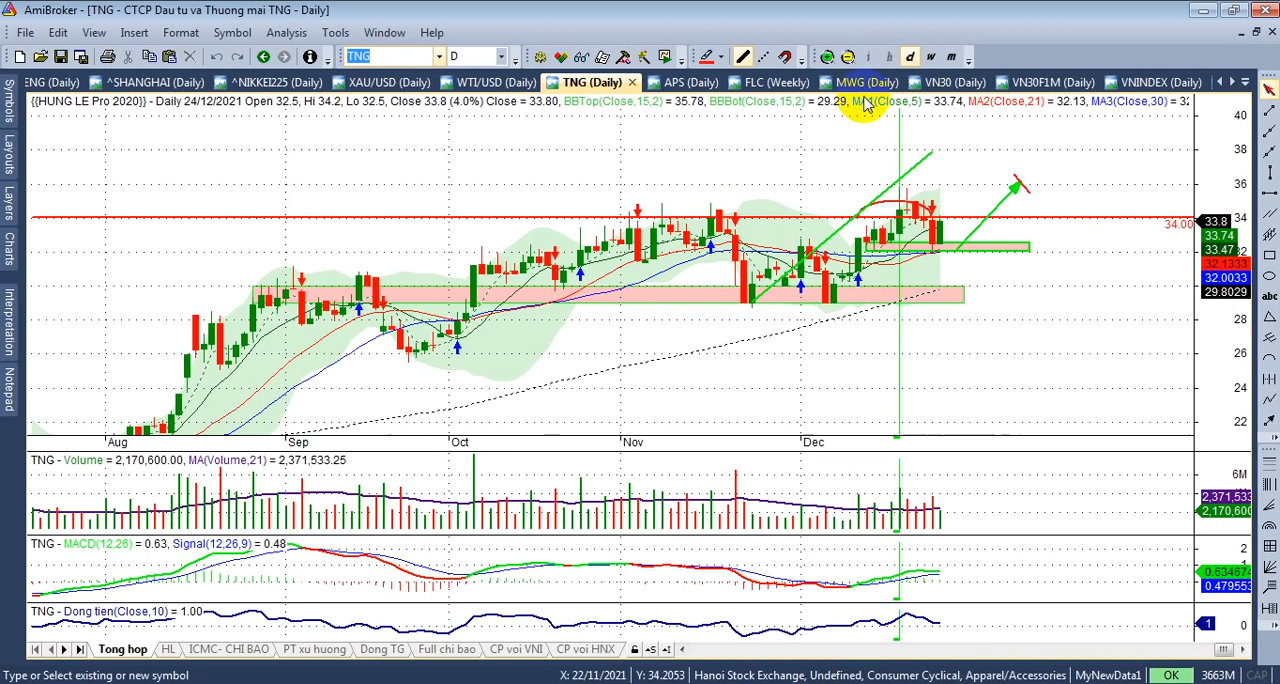 AmiBroker - [TNG - CTCP Dau tu va Thuong mai TNG - Daily]
File Edit View Insert Format Symbol Analysis Tools Window Help
TNG D abc i h d w m
ENG (Daily) ^SHANGHAI (Daily) ^NIKKEI225 (Daily) XAU/USD (Daily) WTI/USD (Daily) TNG (Daily) APS (Daily) FLC (Weekly) MWG (Daily) VN30 (Daily) VN30F1M (Daily) VNINDEX (Daily)
{{HUNG LE Pro 2020}} - Daily 24/12/2021 Open 32.5, Hi 34.2, Lo 32.5, Close 33.8 (4.0%) Close = 33.80, BBTop(Close,15,2) = 35.78, BBBot(Close,15,2) = 29.29, MA1(Close,5) = 33.74, MA2(Close,21) = 32.13, MA3(Close,30) = 32
Symbols
Layouts
Layers
Charts
Interpretation
Notepad
40
38
36
34
34.00
33.8
33.74
33.47
32
32.1333
32.0033
29.8029
28
26
24
22
Aug Sep Oct Nov Dec
TNG - Volume = 2,170,600.00, MA(Volume,21) = 2,371,533.25
6M
2,371,533
2,170,600
TNG - MACD(12,26) = 0.63, Signal(12,26,9) = 0.48
2
1
0.634674
0.479553
TNG - Dong tien(Close,10) = 1.00
1 0
Tong hop HL ICMC- CHI BAO PT xu huong Dong TG Full chi bao CP voi VNI CP voi HNX
Type or Select existing or new symbol X: 22/11/2021 Y: 34.2053 Hanoi Stock Exchange, Undefined, Consumer Cyclical, Apparel/Accessories MyNewData1 OK 3663M CAP